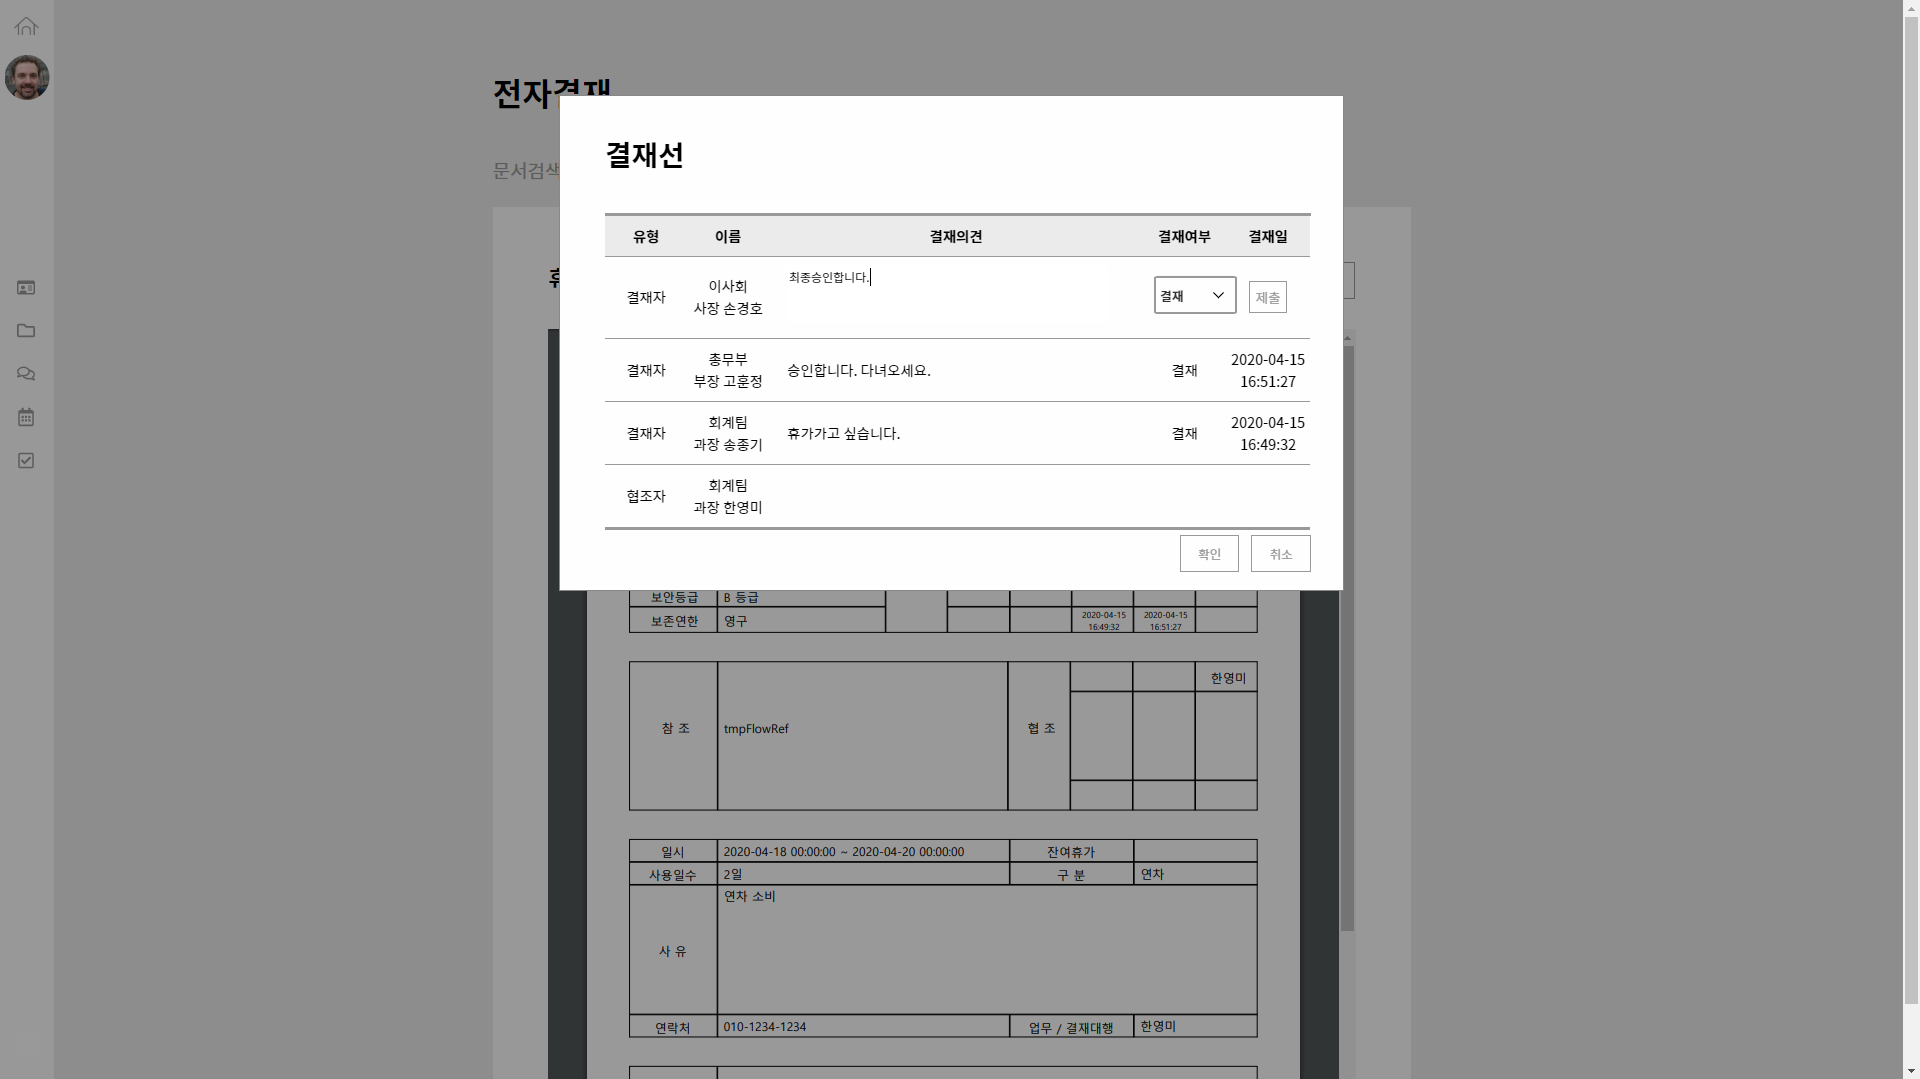 전자결재
문서검색
결재선
유형 이름 결재의견 결재여부 결재일
결재자 이사회 사장 손경호 최종승인합니다. 결재 제출
결재자 총무부 부장 고훈정 승인합니다. 다녀오세요. 결재 2020-04-15 16:51:27
결재자 회계팀 과장 송종기 휴가가고 싶습니다. 결재 2020-04-15 16:49:32
협조자 회계팀 과장 한영미
확인 취소
보안등급 B 등급
보존연한 영구 2020-04-15 16:49:32 2020-04-15 16:51:27
한영미
참 조 tmpFlowRef 협 조
일시 2020-04-18 00:00:00 ~ 2020-04-20 00:00:00 잔여휴가
사용일수 2일 구 분 연차
연차 소비
사 유
연락처 010-1234-1234 업무 / 결재대행 한영미